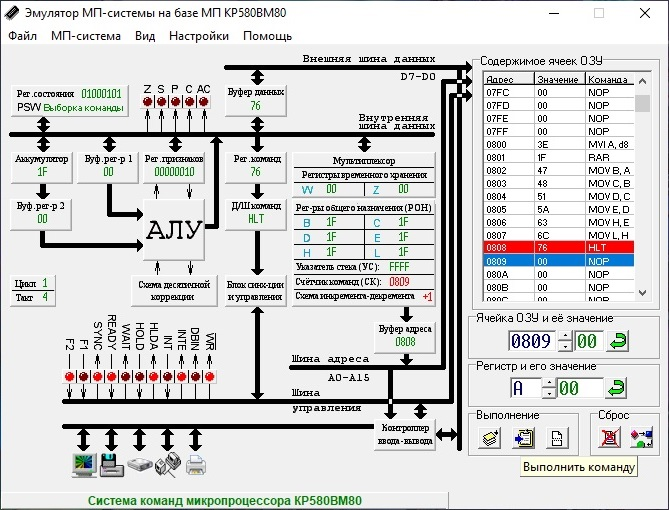 Эмулятор МП-системы на базе МП КР580ВМ80
Файл МП-система Вид Настройки Помощь
Внешняя шина данных
D7-D0
Рег.состояния 01000101
PSW Выборка команды
Z S P C AC
Буфер данных
76
Внутренняя
шина данных
Аккумулятор
1F
Буф.рег-р 1
00
Рег.признаков
00000010
Рег.команд
76
Мультиплексор
Регистры временного хранения
W 00 Z 00
Буф.рег-р 2
00
АЛУ
Д/Ш команд
HLT
Рег-ры общего назначения (РОН)
B 1F C 1F
D 1F E 1F
H 1F L 1F
Указатель стека (УС): FFFF
Счётчик команд (СК): 0809
Схема инкремента-декремента +1
Цикл 1
Такт 4
Схема десятичной
коррекции
Блок синх-ции
и управления
Буфер адреса
0808
F2 F1 SYNC READY WAIT HOLD HLDA INT INTE DBIN WR
Шина адреса
A0-A15
Шина
управления
Контроллер
ввода-вывода
Содержимое ячеек ОЗУ
Адрес Значение Команда
07FC 00 NOP
07FD 00 NOP
07FE 00 NOP
07FF 00 NOP
0800 3E MVI A, d8
0801 1F RAR
0802 47 MOV B, A
0803 48 MOV C, B
0804 51 MOV D, C
0805 5A MOV E, D
0806 63 MOV H, E
0807 6C MOV L, H
0808 76 HLT
0809 00 NOP
080A 00 NOP
080B 00 NOP
080C 00 NOP
Ячейка ОЗУ и её значение
0809 00
Регистр и его значение
A 00
Выполнение
Сброс
Выполнить команду
Система команд микропроцессора КР580ВМ80